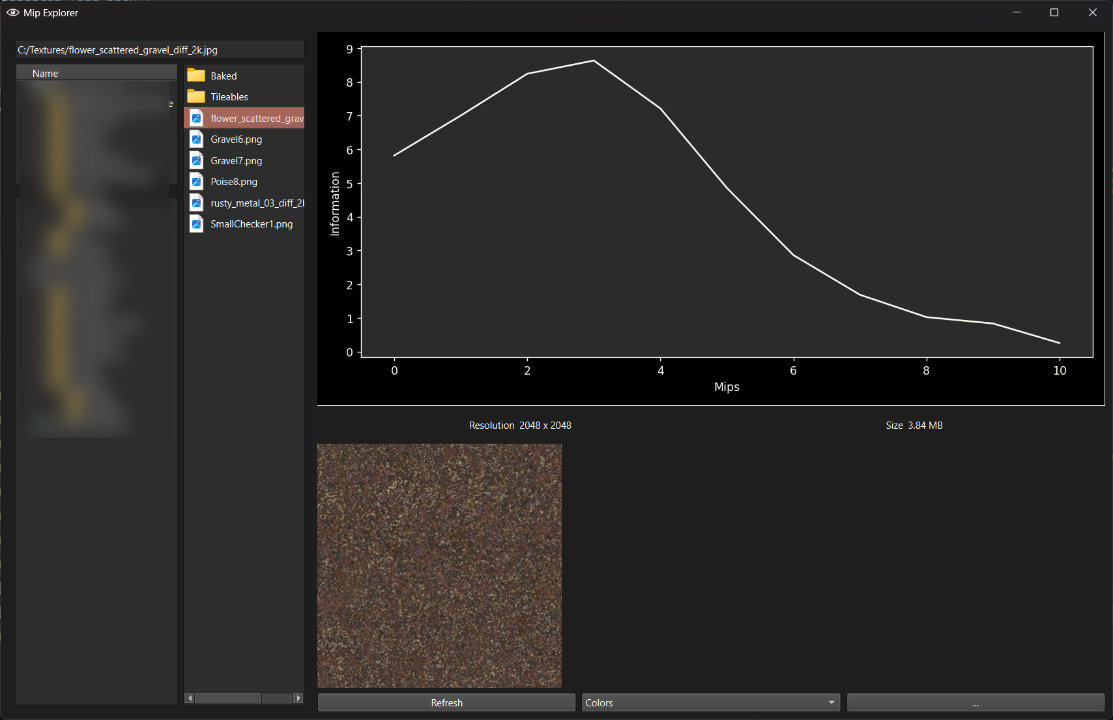 Mip Explorer
C:/Textures/flower_scattered_gravel_diff_2k.jpg
Name
e
Baked
Tileables
flower_scattered_grav
Gravel6.png
Gravel7.png
Poise8.png
rusty_metal_03_diff_2k
SmallChecker1.png
9
8
7
6
5
4
3
2
1
0
Information
0 2 4 6 8 10
Mips
Resolution 2048 x 2048 Size 3.84 MB
Refresh Colors ...